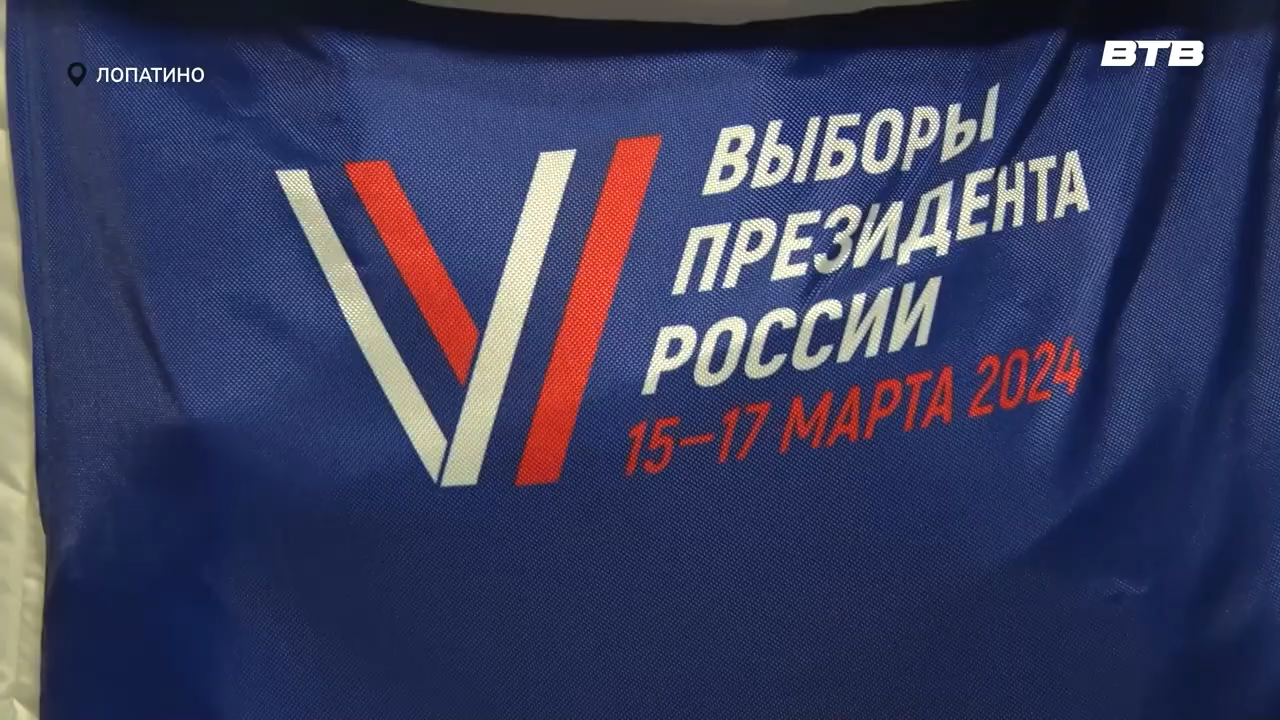 ЛОПАТИНО
ВТВ
ВЫБОРЫ
ПРЕЗИДЕНТА
РОССИИ
15–17 МАРТА 2024